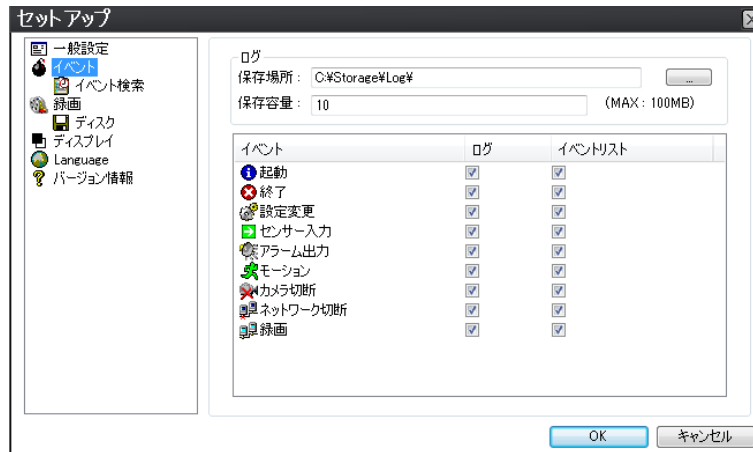 セットアップ
一般設定
イベント
イベント検索
録画
ディスク
ディスプレイ
Language
バージョン情報
ログ
保存場所 : C:¥Storage¥Log¥ ...
保存容量 : 10 (MAX : 100MB)
イベント ログ イベントリスト
起動
終了
設定変更
センサー入力
アラーム出力
モーション
カメラ切断
ネットワーク切断
録画
OK キャンセル